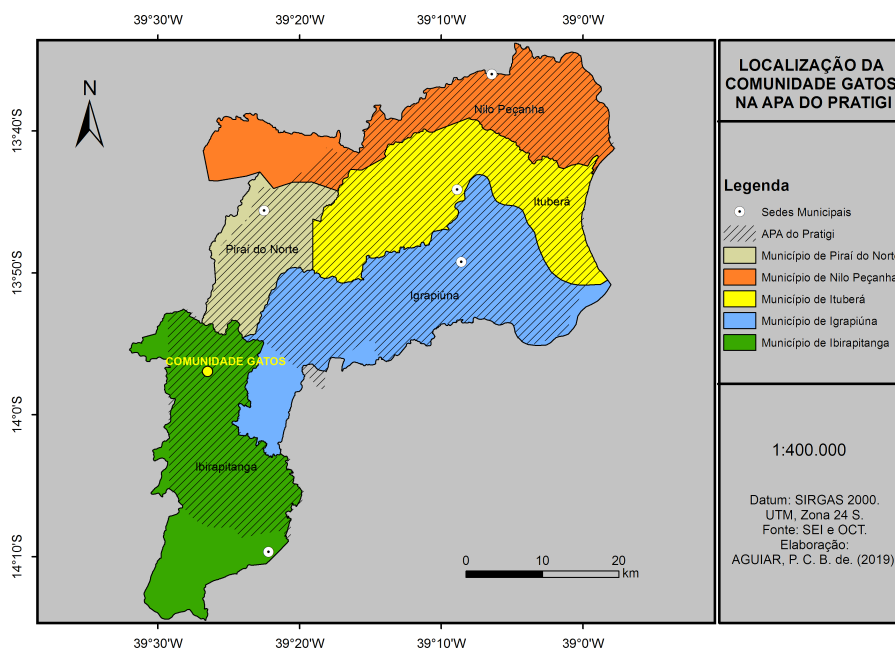 39°30'W 39°20'W 39°10'W 39°0'W
LOCALIZAÇÃO DA
COMUNIDADE GATOS
NA APA DO PRATIGI
N
Nilo Peçanha
13°40'S
Ituberá
Piraí do Norte
13°50'S
Igrapiúna
COMUNIDADE GATOS
14°0'S
Ibirapitanga
14°10'S
0 10 20
km
39°30'W 39°20'W 39°10'W 39°0'W
Legenda
Sedes Municipais
APA do Pratigi
Município de Piraí do Norte
Município de Nilo Peçanha
Município de Ituberá
Município de Igrapiúna
Município de Ibirapitanga
1:400.000
Datum: SIRGAS 2000.
UTM, Zona 24 S.
Fonte: SEI e OCT.
Elaboração:
AGUIAR, P. C. B. de. (2019)